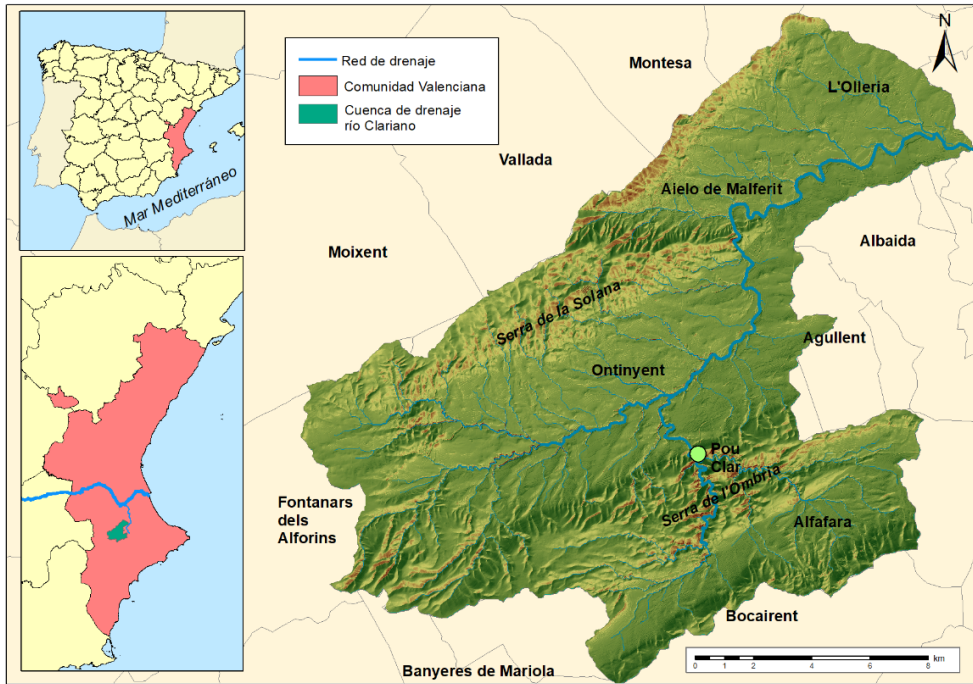 Mar Mediterráneo
Red de drenaje
Comunidad Valenciana
Cuenca de drenaje
río Clariano
N
Montesa
L'Olleria
Vallada
Aielo de Malferit
Moixent
Albaida
Serra de la Solana
Agullent
Ontinyent
Pou
Clar
Serra de l'Ombria
Fontanars
dels
Alforins
Alfafara
Bocairent
Banyeres de Mariola
km
0 1 2 4 6 8